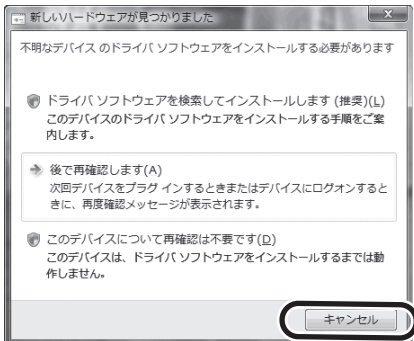 新しいハードウェアが見つかりました
不明なデバイス のドライバ ソフトウェアをインストールする必要があります
ドライバ ソフトウェアを検索してインストールします (推奨)(L)
このデバイスのドライバ ソフトウェアをインストールする手順をご案
内します。
後で再確認します(A)
次回デバイスをプラグ インするときまたはデバイスにログオンすると
きに、再度確認メッセージが表示されます。
このデバイスについて再確認は不要です(D)
このデバイスは、ドライバ ソフトウェアをインストールするまでは動
作しません。
キャンセル